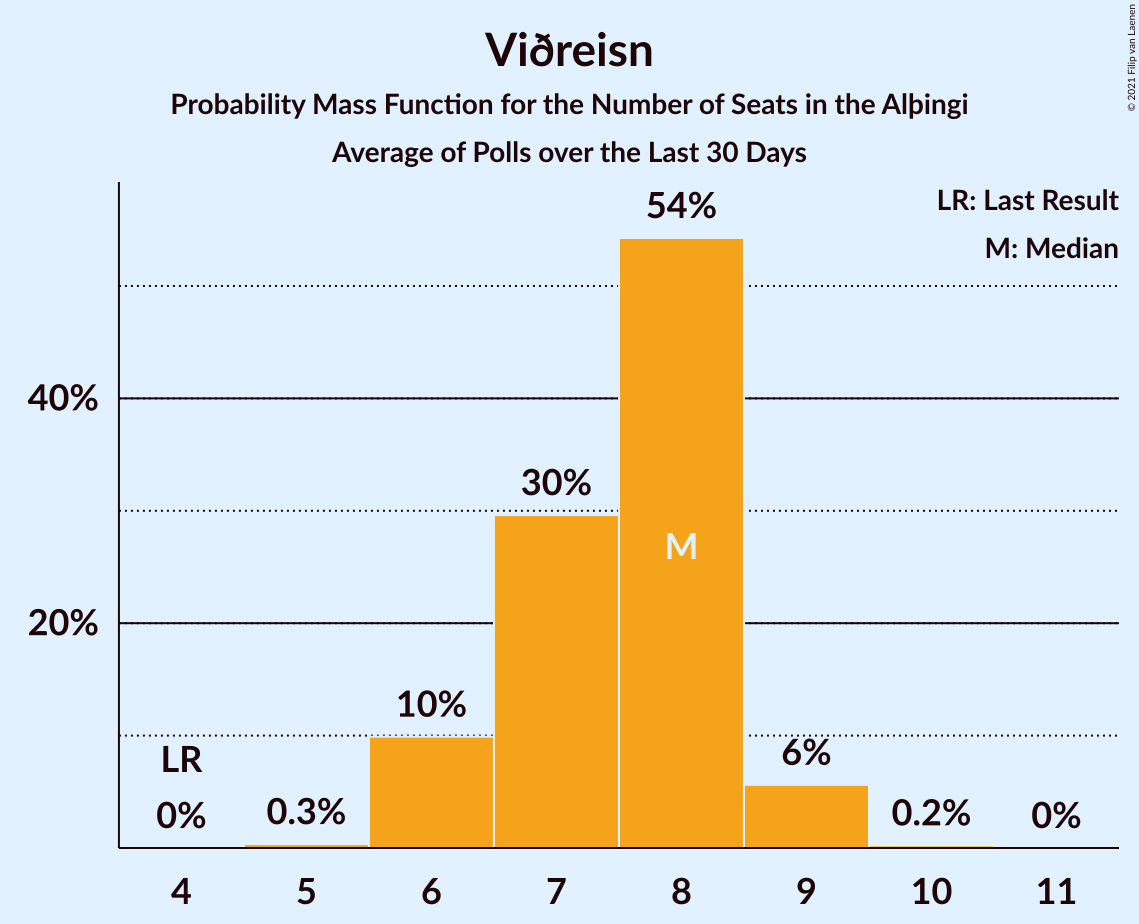 Viðreisn
Probability Mass Function for the Number of Seats in the Alþingi
Average of Polls over the Last 30 Days
© 2021 Filip van Laenen
LR: Last Result
M: Median
54%
40%
30%
M
20%
10%
LR
6%
0%
0.3%
0.2%
0%
4 5 6 7 8 9 10 11